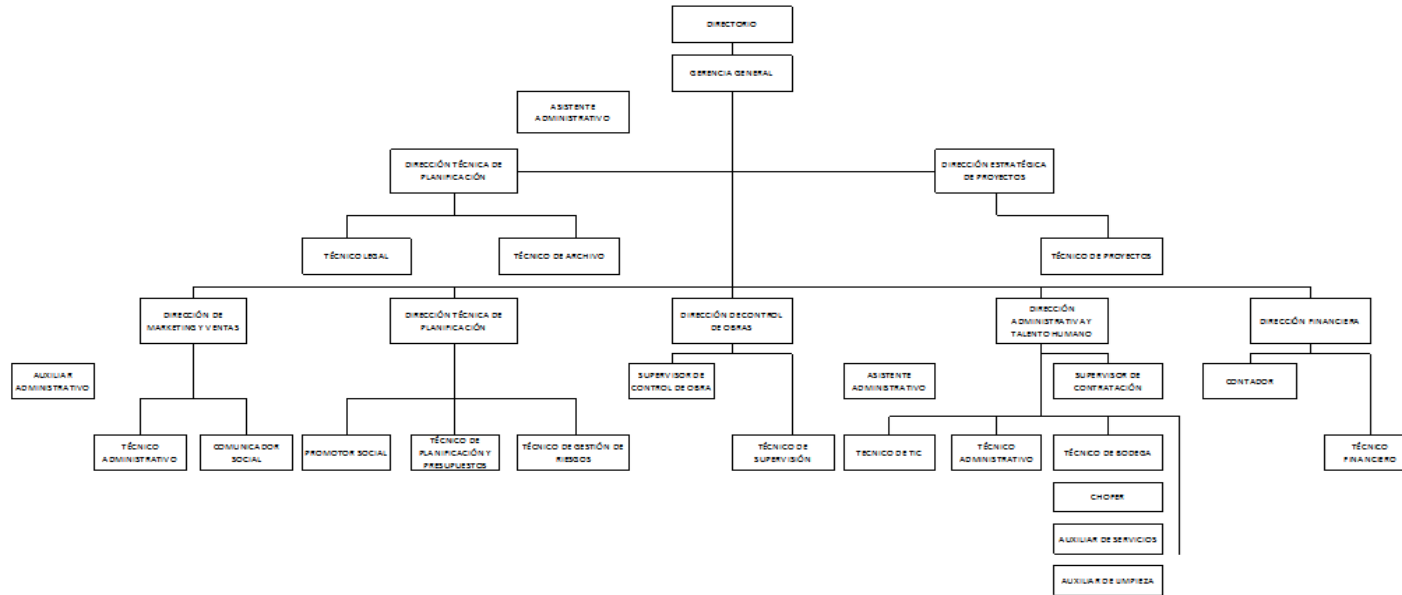 DIRECTORIO
GERENCIA GENERAL
ASISTENTE
ADMINISTRATIVO
DIRECCIÓN TÉCNICA DE
PLANIFICACIÓN
DIRECCIÓN ESTRATÉGICA
DE PROYECTOS
TÉCNICO LEGAL
TÉCNICO DE ARCHIVO
TÉCNICO DE PROYECTOS
DIRECCIÓN DE
MARKETING Y VENTAS
DIRECCIÓN TÉCNICA DE
PLANIFICACIÓN
DIRECCIÓN DE CONTROL
DE OBRAS
DIRECCIÓN
ADMINISTRATIVA Y
TALENTO HUMANO
DIRECCIÓN FINANCIERA
AUXILIAR
ADMINISTRATIVO
SUPERVISOR DE
CONTROL DE OBRA
ASISTENTE
ADMINISTRATIVO
SUPERVISOR DE
CONTRATACIÓN
CONTADOR
TÉCNICO
ADMINISTRATIVO
COMUNICADOR
SOCIAL
PROMOTOR SOCIAL
TÉCNICO DE
PLANIFICACIÓN Y
PRESUPUESTOS
TÉCNICO DE GESTIÓN DE
RIESGOS
TÉCNICO DE
SUPERVISIÓN
TECNICO DE TIC
TÉCNICO
ADMINISTRATIVO
TÉCNICO DE BODEGA
TÉCNICO
FINANCIERO
CHOFER
AUXILIAR DE SERVICIOS
AUXILIAR DE LIMPIEZA